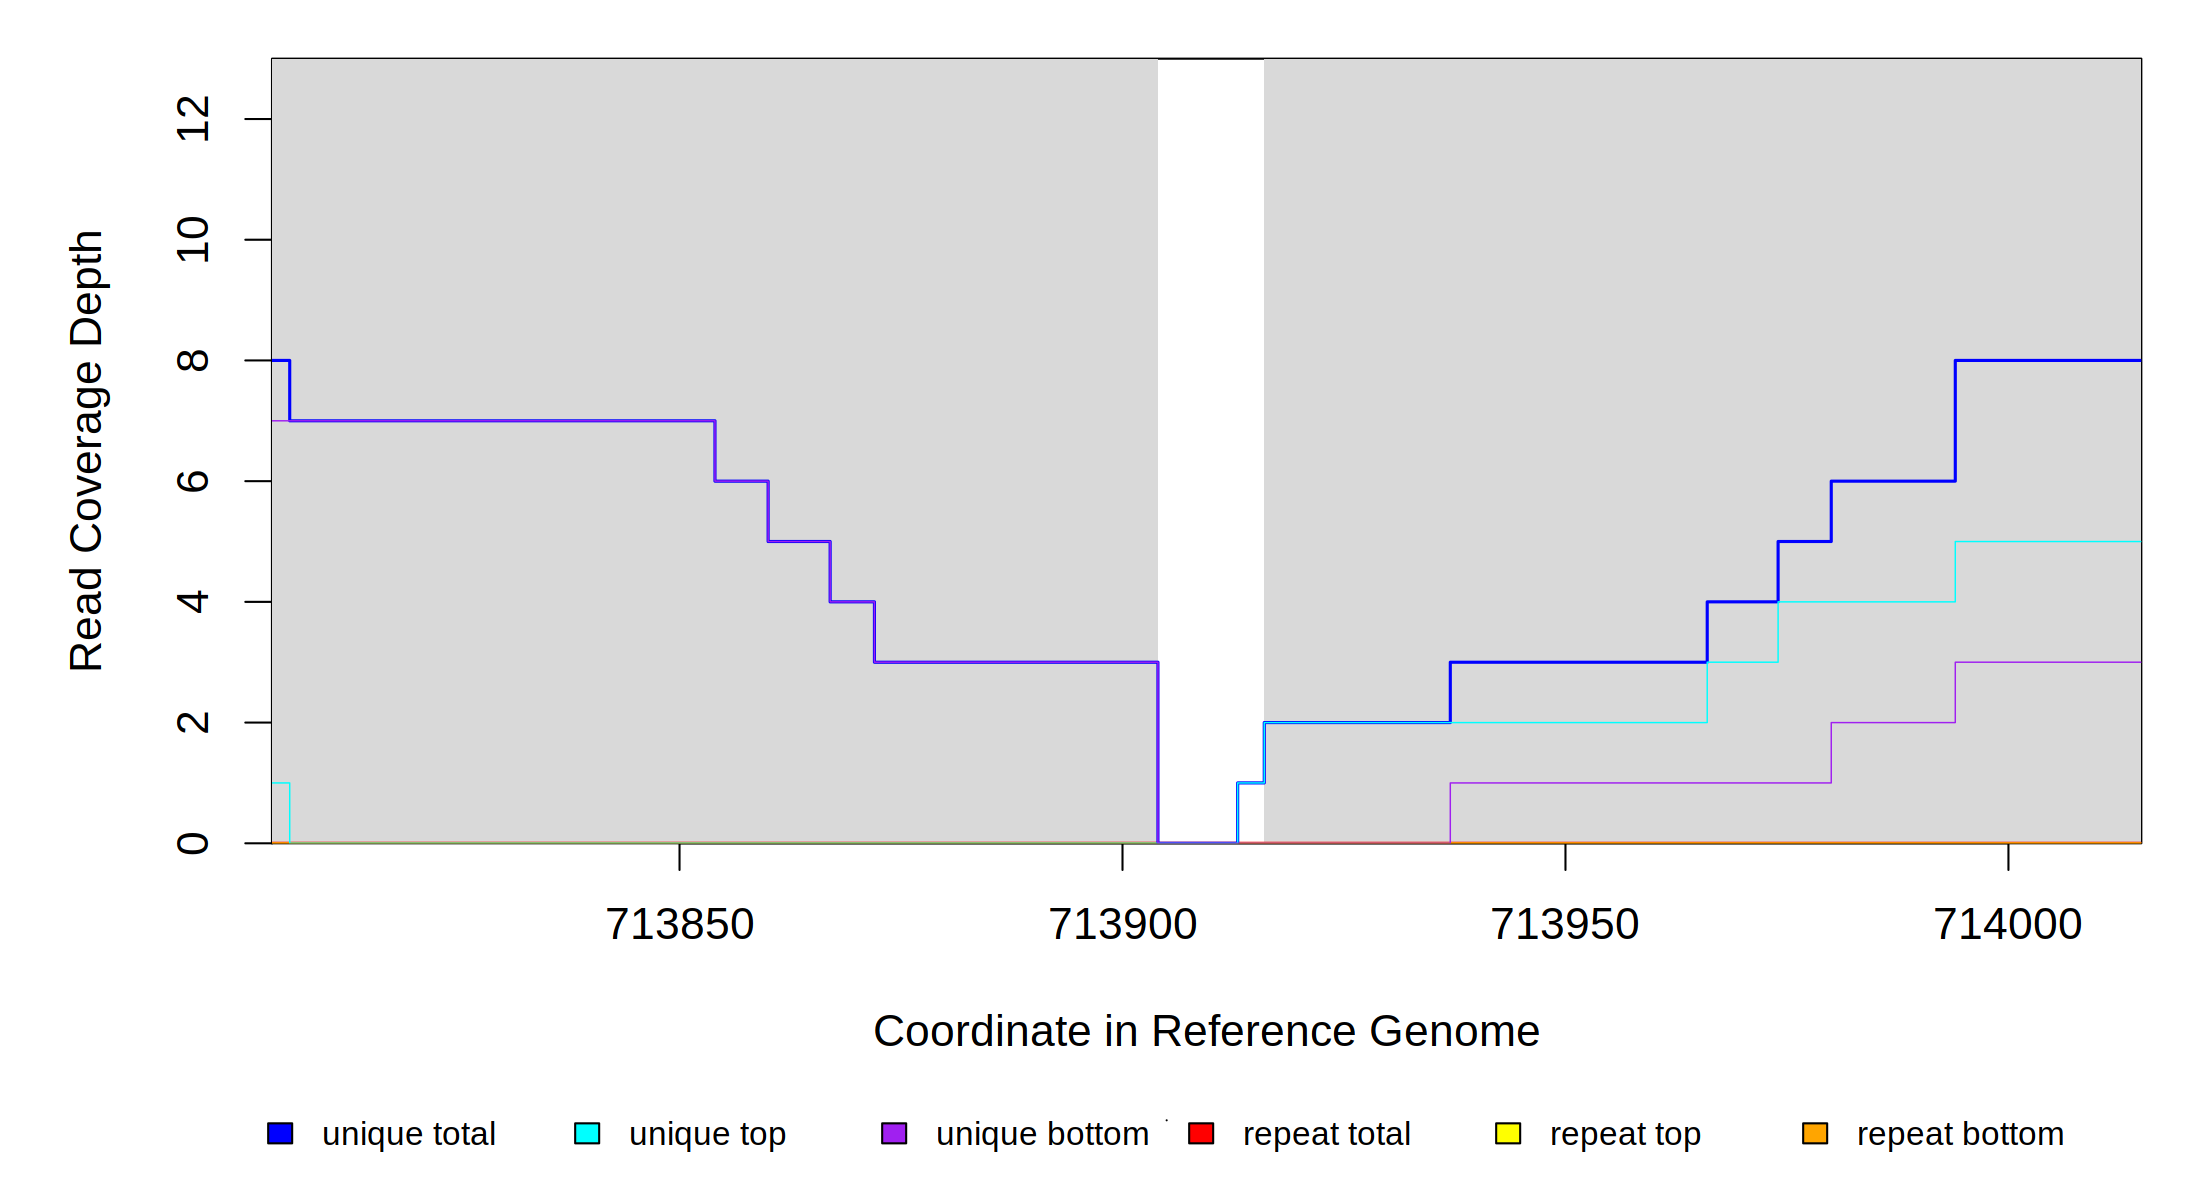 Read Coverage Depth
12
10
8
6
4
2
0
713850 713900 713950 714000
Coordinate in Reference Genome
unique total unique top unique bottom repeat total repeat top repeat bottom